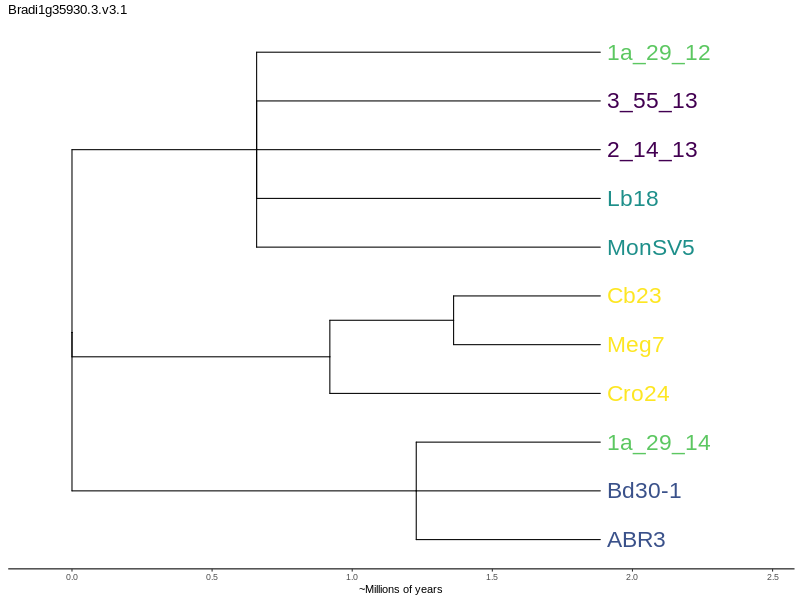 Bradi1g35930.3.v3.1
1a_29_12
3_55_13
2_14_13
Lb18
MonSV5
Cb23
Meg7
Cro24
1a_29_14
Bd30-1
ABR3
0.0 0.5 1.0 1.5 2.0 2.5
~Millions of years